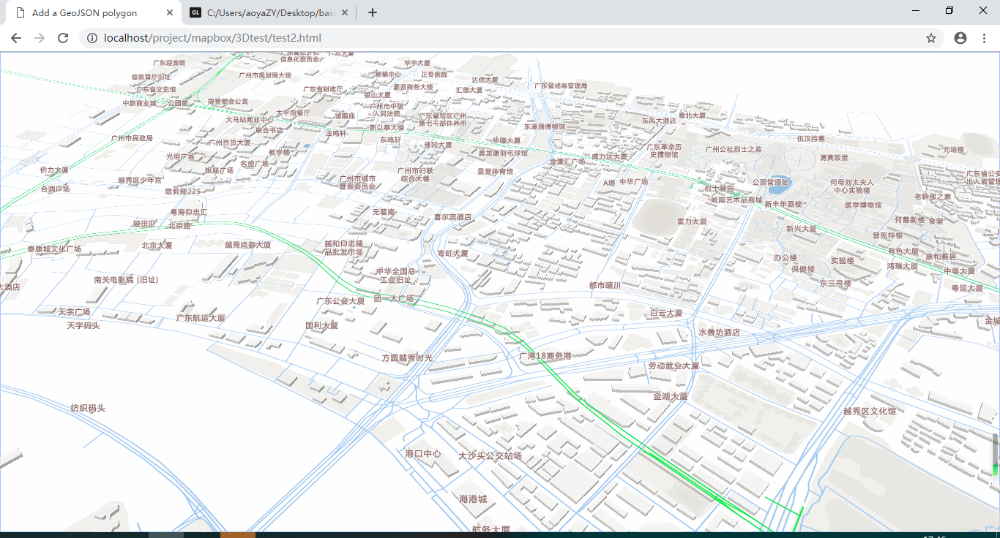 Add a GeoJSON polygon
GL C:/Users/aoyaZY/Desktop/bas
localhost/project/mapbox/3Dtest/test2.html
广东省经济和
信息化委员会
广东大厦
广东迎宾馆
华宇大厦
省教育厅旧址
广州市规划局大楼
颐德中心
正骨医院
达信大厦
广东省戒毒管理局
广东省文史馆
广东省财政厅
豪贤商务大楼
汇德大厦
银山大厦
中旅商业城
公园前
捷登都会公寓
广州市中级
人民法院
太平馆餐厅
城隍庙
广东省军区广州
第七干部休养所
东风大酒店
粤北大厦
大马站商业中心
联合书店
新以泰大楼
东濠涌博物馆
玉鸣轩
东鸣轩
华隆大厦
广州市民政局
广州百货大厦
佛冈大厦
伍汉持墓
教学楼
奥龙堡羽毛球馆
威力达大厦
广东革命历
史博物馆
广州公社烈士之墓
元培楼
光明广场
名盛广场
金濠汇广场
清真饭堂
侨力大厦
银座广场
广州市妇联
综合大楼
景堂体育馆
广东省公安
出入境管理
越秀区少年宫
广州市城市
管理委员会
A塔
中华广场
公园管理处
何母刘太夫人
中心实验楼
合润广场
歌莉娅225
烈士陵园
岭南艺术品商城
老干部之家
新丰年酒楼
医学博物馆
粤海仰忠汇
无着庵
喜尔宾酒店
富力大厦
何善衡楼
食堂
骏田汇
北京路
新兴大厦
曾宪梓楼
泰康城文化广场
北京大厦
越秀尚御大厦
越和仰忠精
品批发市场
粤虹大厦
有色大厦
康和雅居
办公楼
实验楼
保健楼
鸿瑞大厦
中粤大厦
南关电影院 (旧址)
中华全国总
工会旧址
都市晴川
东三号楼
粤运大厦
大酒店
广东公会大厦
团一大广场
天字广场
白云大厦
广东航运大厦
金城
天字码头
国利大厦
水善坊酒店
方圆越秀时光
广湾18商务港
劳动就业大厦
金湖大厦
纺织码头
越秀区文化馆
港口中心
大沙头公交站场
海港城
航务大厦